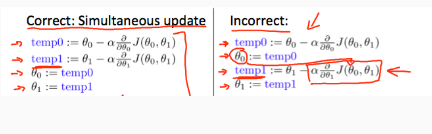 Correct: Simultaneous update
temp0 := θ₀ − α ∂/∂θ₀ J(θ₀, θ₁)
temp1 := θ₁ − α ∂/∂θ₁ J(θ₀, θ₁)
θ₀ := temp0
θ₁ := temp1
Incorrect:
temp0 := θ₀ − α ∂/∂θ₀ J(θ₀, θ₁)
θ₀ := temp0
temp1 := θ₁ − α ∂/∂θ₁ J(θ₀, θ₁)
θ₁ := temp1